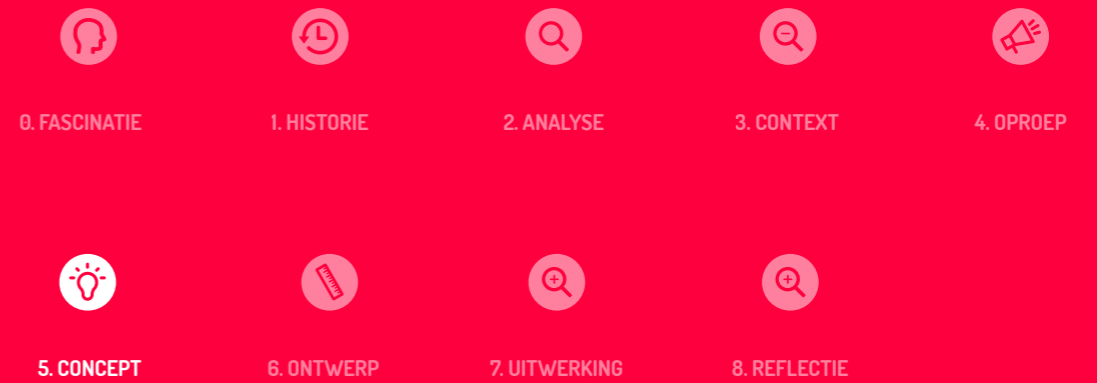 0. FASCINATIE
1. HISTORIE
2. ANALYSE
3. CONTEXT
4. OPROEP
5. CONCEPT
6. ONTWERP
7. UITWERKING
8. REFLECTIE